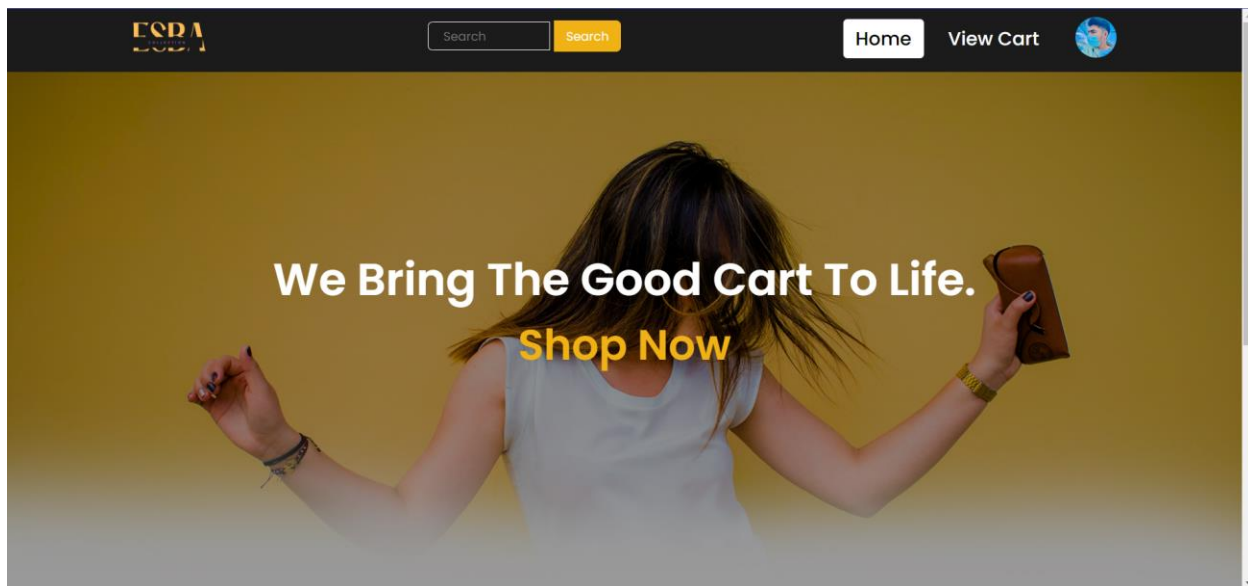 ESBA
Search
Search
Home
View Cart
We Bring The Good Cart To Life.
Shop Now